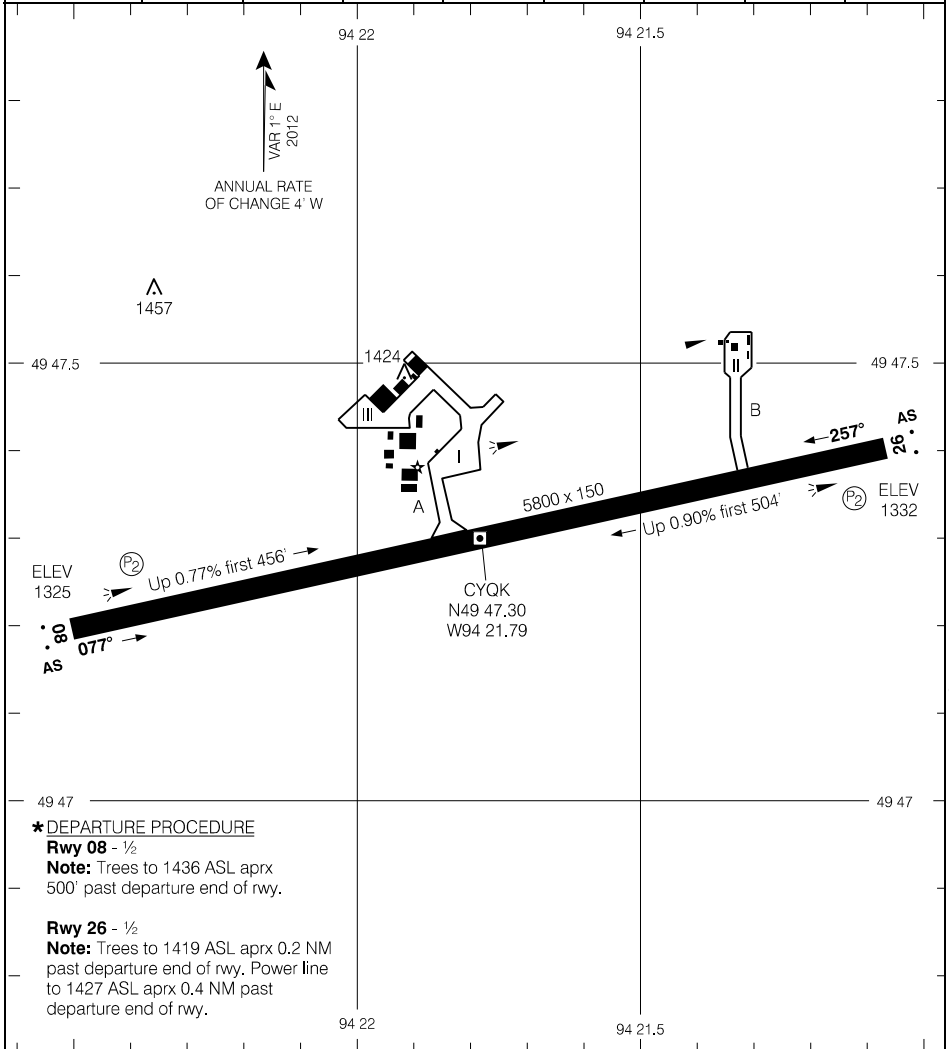 94 22
94 21.5
VAR 1° E
2012
ANNUAL RATE
OF CHANGE 4' W
1457
49 47.5
1424
49 47.5
III
II
B
I
A
AS
26
257°
5800 x 150
Up 0.90% first 504'
P2
ELEV
1332
ELEV
1325
P2
Up 0.77% first 456'
08
077°
AS
CYQK
N49 47.30
W94 21.79
49 47
49 47
* DEPARTURE PROCEDURE
Rwy 08 - ½
Note: Trees to 1436 ASL aprx
500' past departure end of rwy.
Rwy 26 - ½
Note: Trees to 1419 ASL aprx 0.2 NM
past departure end of rwy. Power line
to 1427 ASL aprx 0.4 NM past
departure end of rwy.
94 22
94 21.5